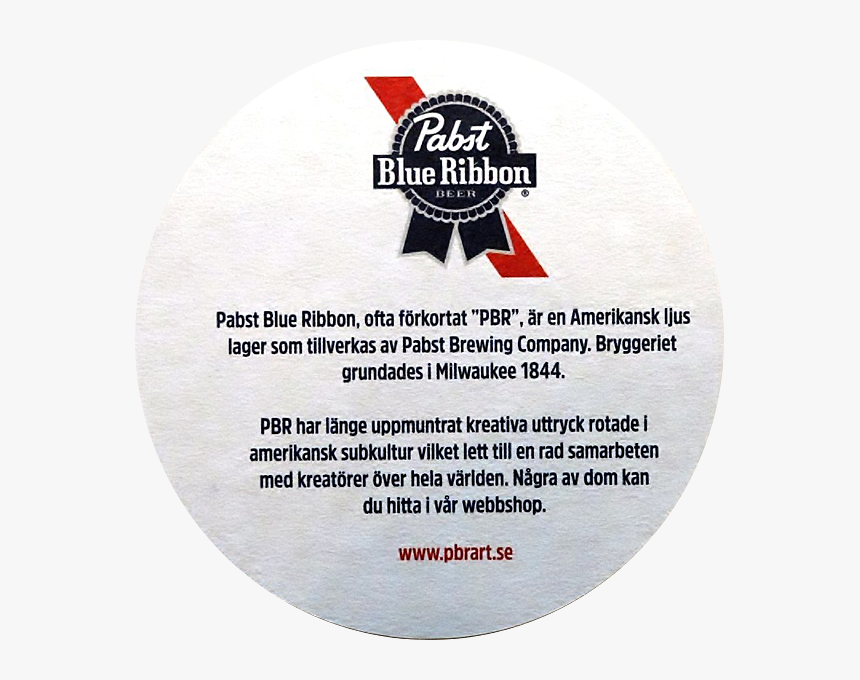 Pabst
Blue Ribbon
BEER ®
Pabst Blue Ribbon, ofta förkortat ”PBR”, är en Amerikansk ljus
lager som tillverkas av Pabst Brewing Company. Bryggeriet
grundades i Milwaukee 1844.
PBR har länge uppmuntrat kreativa uttryck rotade i
amerikansk subkultur vilket lett till en rad samarbeten
med kreatörer över hela världen. Några av dom kan
du hitta i vår webbshop.
www.pbrart.se